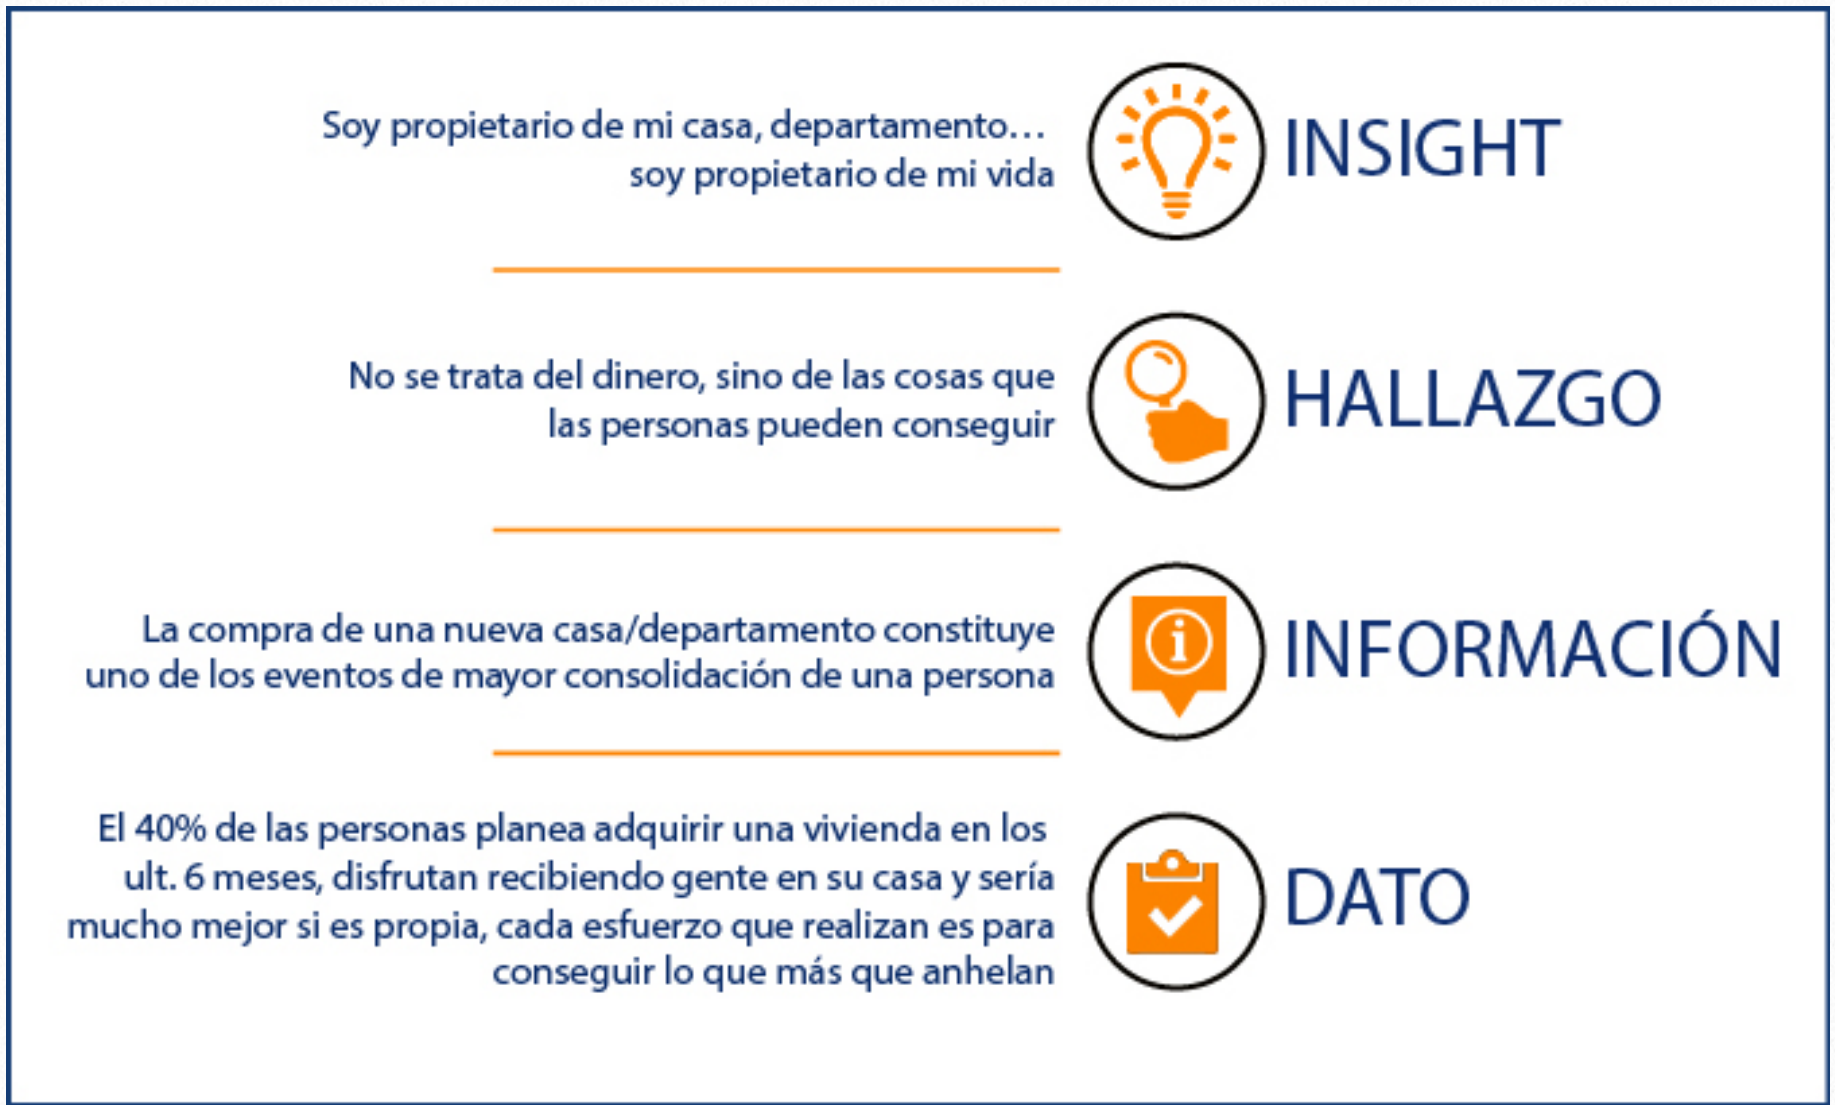 Soy propietario de mi casa, departamento...
soy propietario de mi vida
INSIGHT
No se trata del dinero, sino de las cosas que
las personas pueden conseguir
HALLAZGO
La compra de una nueva casa/departamento constituye
uno de los eventos de mayor consolidación de una persona
INFORMACIÓN
El 40% de las personas planea adquirir una vivienda en los
ult. 6 meses, disfrutan recibiendo gente en su casa y sería
mucho mejor si es propia, cada esfuerzo que realizan es para
conseguir lo que más que anhelan
DATO